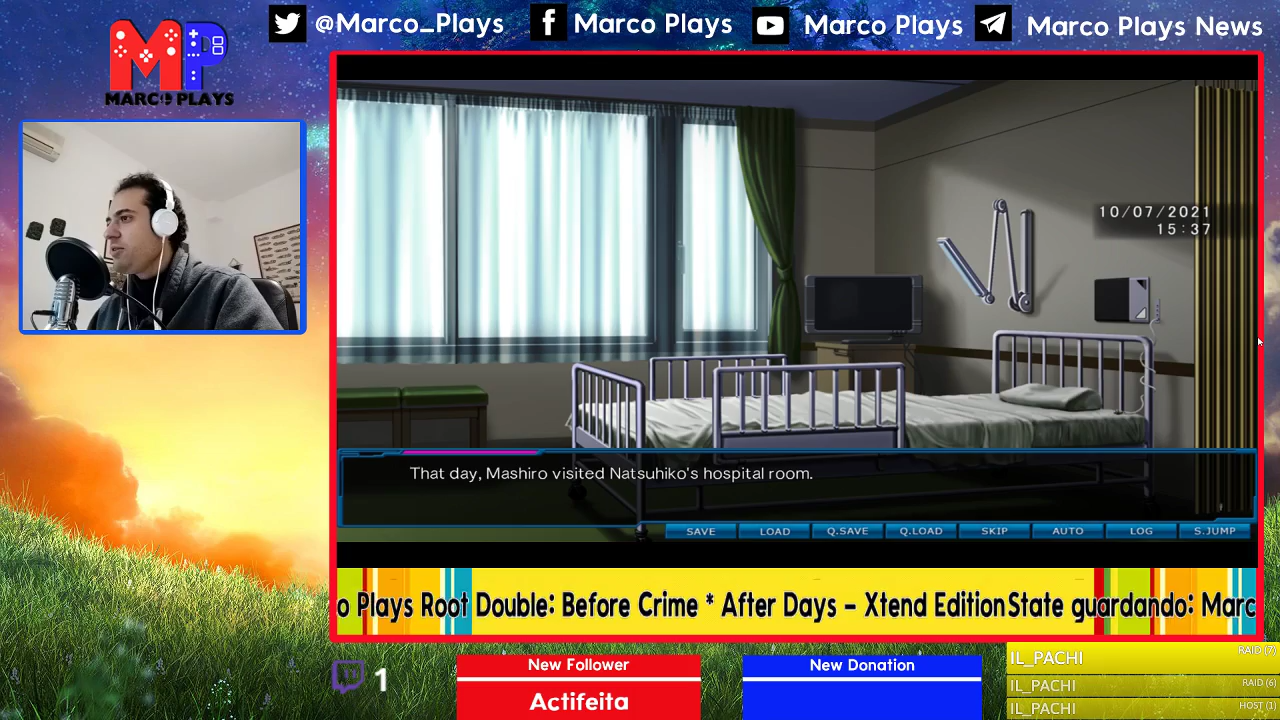 @Marco_Plays
Marco Plays
Marco Plays
Marco Plays News
MP
MARCO PLAYS
10/07/2021
15:37
That day, Mashiro visited Natsuhiko's hospital room.
SAVE LOAD Q.SAVE Q.LOAD SKIP AUTO LOG S.JUMP
o Plays Root Double: Before Crime * After Days - Xtend EditionState guardando: Marc
1
New Follower
Actifeita
New Donation
IL_PACHI RAID (7)
IL_PACHI RAID (6)
IL_PACHI HOST (1)